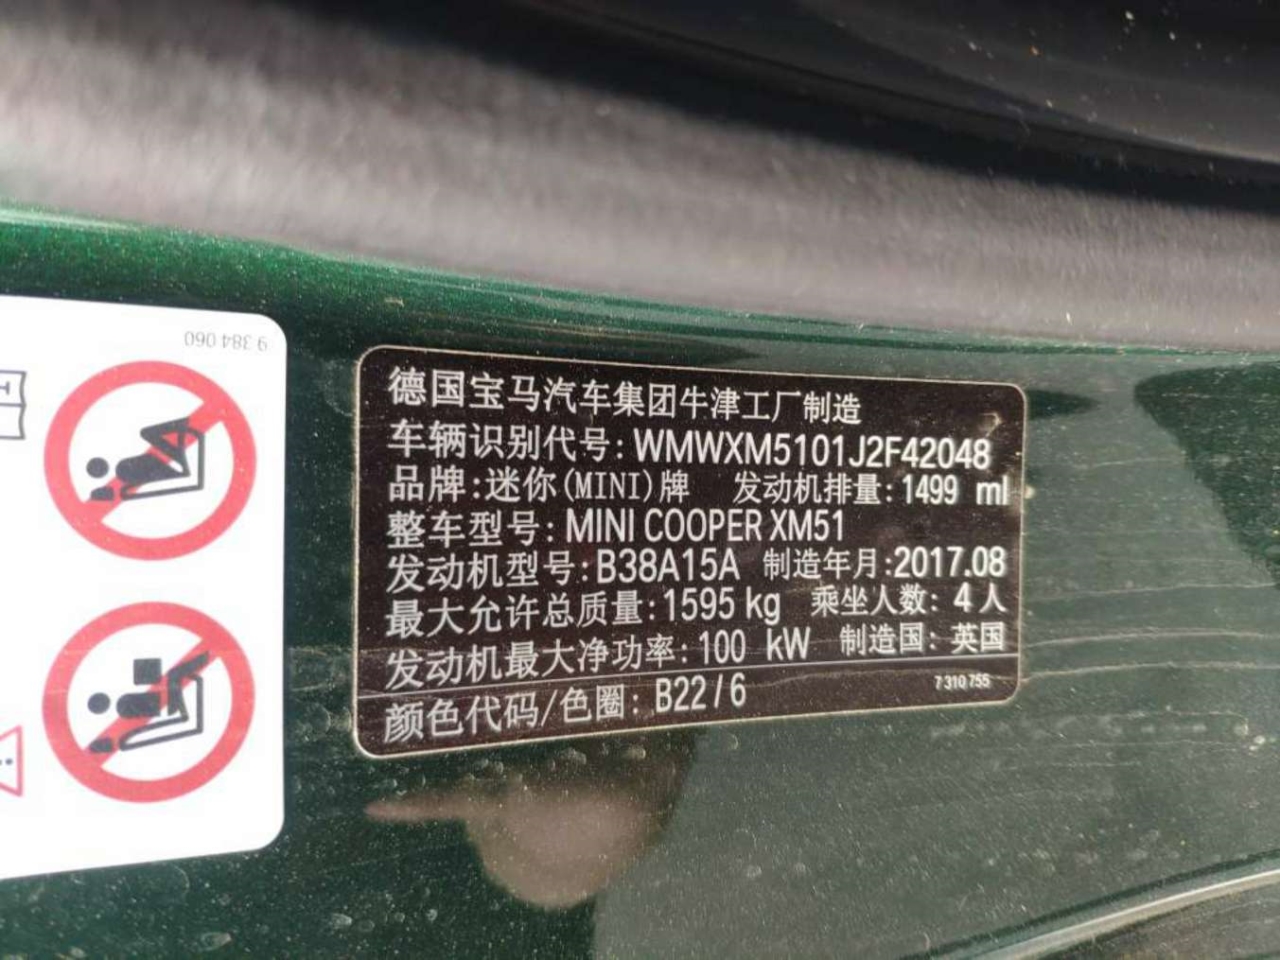 9 384 060
德国宝马汽车集团牛津工厂制造
车辆识别代号: WMWXM5101J2F42048
品牌:迷你(MINI)牌 发动机排量: 1499 ml
整车型号: MINI COOPER XM51
发动机型号: B38A15A 制造年月: 2017.08
最大允许总质量: 1595 kg 乘坐人数: 4人
发动机最大净功率: 100 kW 制造国: 英国
颜色代码/色圈: B22/6
7 310 755